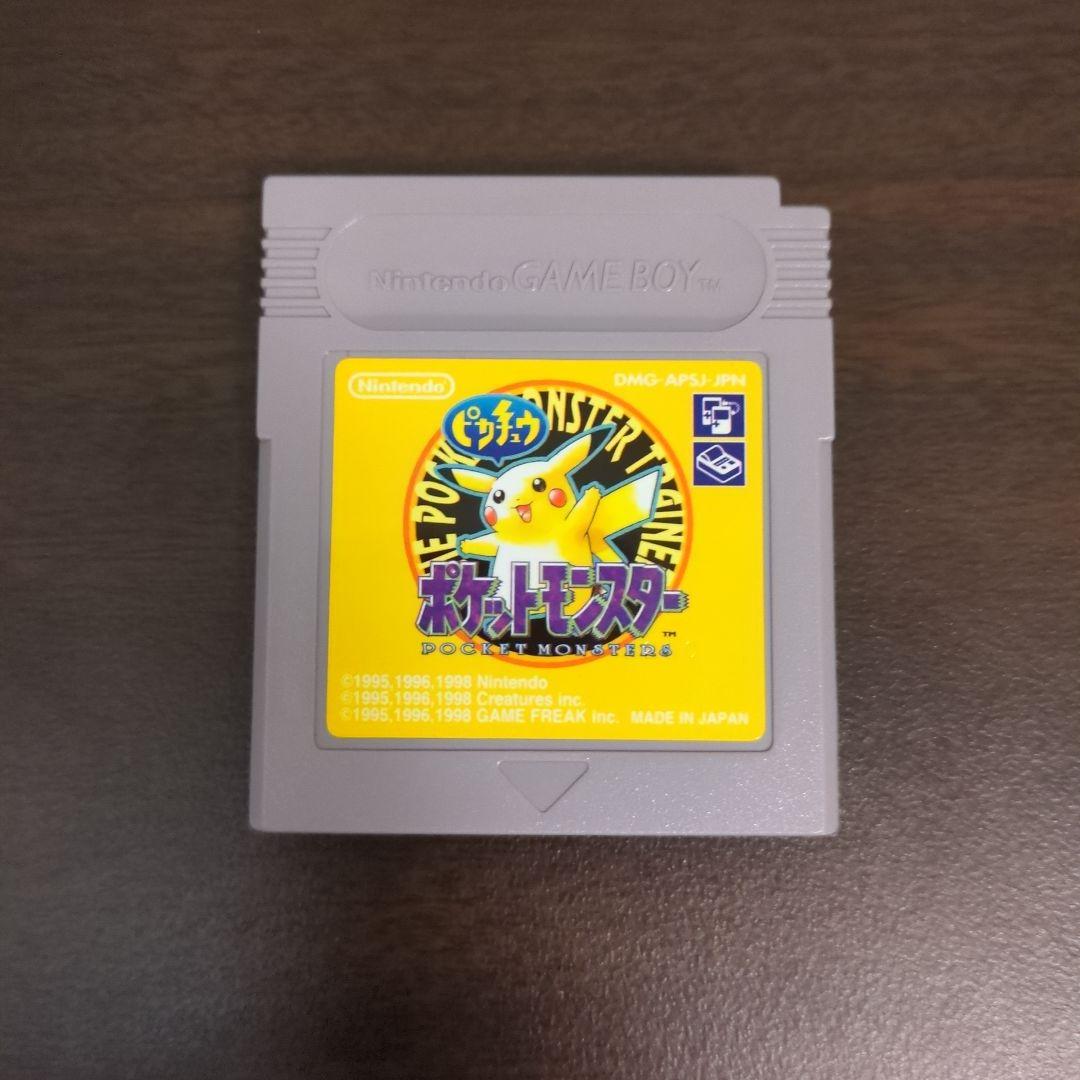 Nintendo GAME BOY™
Nintendo
DMG-APSJ-JPN
ピカチュウ
THE POCKET MONSTER TRAINER
ポケットモンスター
™
POCKET MONSTERS
©1995,1996,1998 Nintendo
©1995,1996,1998 Creatures inc.
©1995,1996,1998 GAME FREAK inc. MADE IN JAPAN